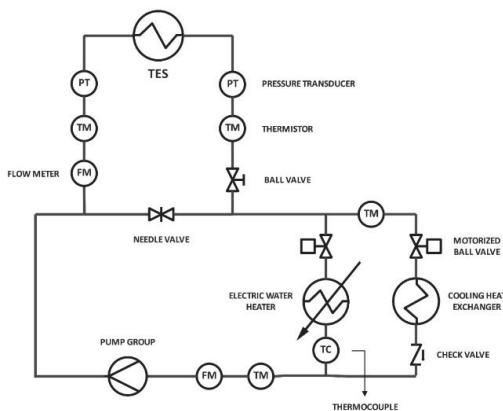 TES
PT
PT
PRESSURE TRANSDUCER
TM
TM
THERMISTOR
FLOW METER
FM
BALL VALVE
TM
NEEDLE VALVE
MOTORIZED
BALL VALVE
ELECTRIC WATER
HEATER
COOLING HEAT
EXCHANGER
PUMP GROUP
TC
CHECK VALVE
FM
TM
THERMOCOUPLE